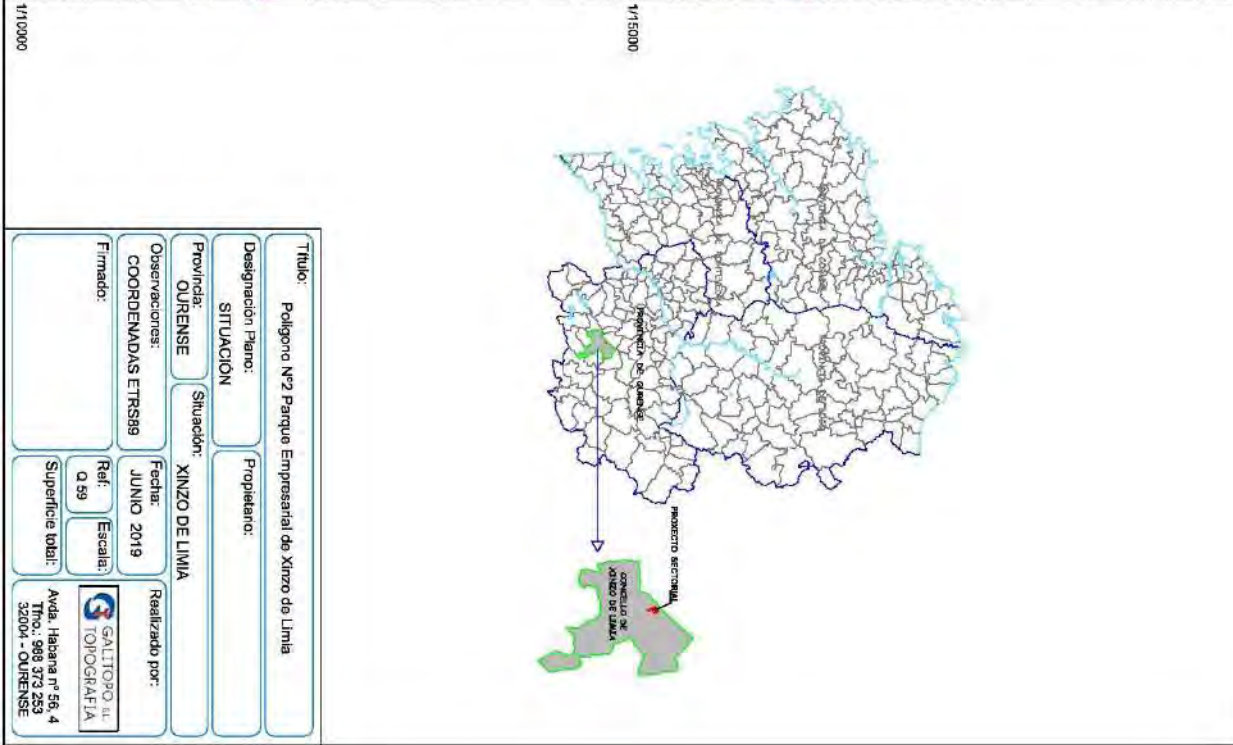 1/15000
1/10000
PROVINCIA DE OURENSE
PROXECTO SECTORIAL
CONCELLO DE
XINZO DE LIMIA
Título:
Poligono Nº2 Parque Empresarial de Xinzo de Limia
Designación Plano:
SITUACIÓN
Propietario:
Provincia:
OURENSE
Situación:
XINZO DE LIMIA
Observaciones:
COORDENADAS ETRS89
Fecha:
JUNIO 2019
Realizado por:
Firmado:
Ref:
Q 59
Escala:
Superficie total:
GALITOPO SL
TOPOGRAFÍA
Avda. Habana nº 56, 4
Tfno.: 988 373 253
32004 - OURENSE